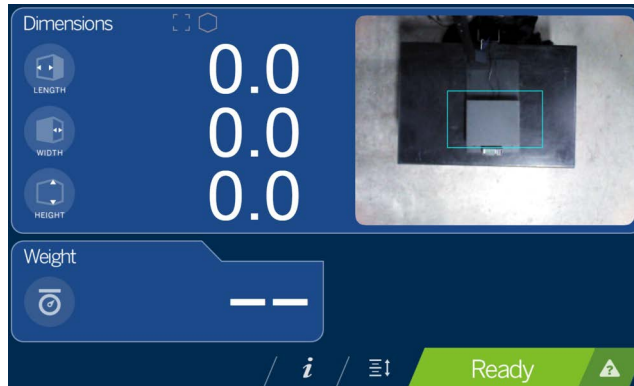 Dimensions
LENGTH 0.0
WIDTH 0.0
HEIGHT 0.0
Weight
-- 
i Ready ?